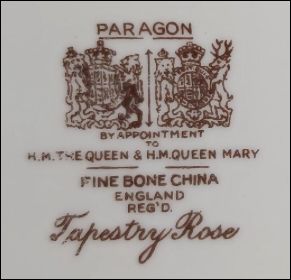 PARAGON
BY APPOINTMENT
TO
H.M. THE QUEEN & H.M. QUEEN MARY
FINE BONE CHINA
ENGLAND
REG'D.
Tapestry Rose